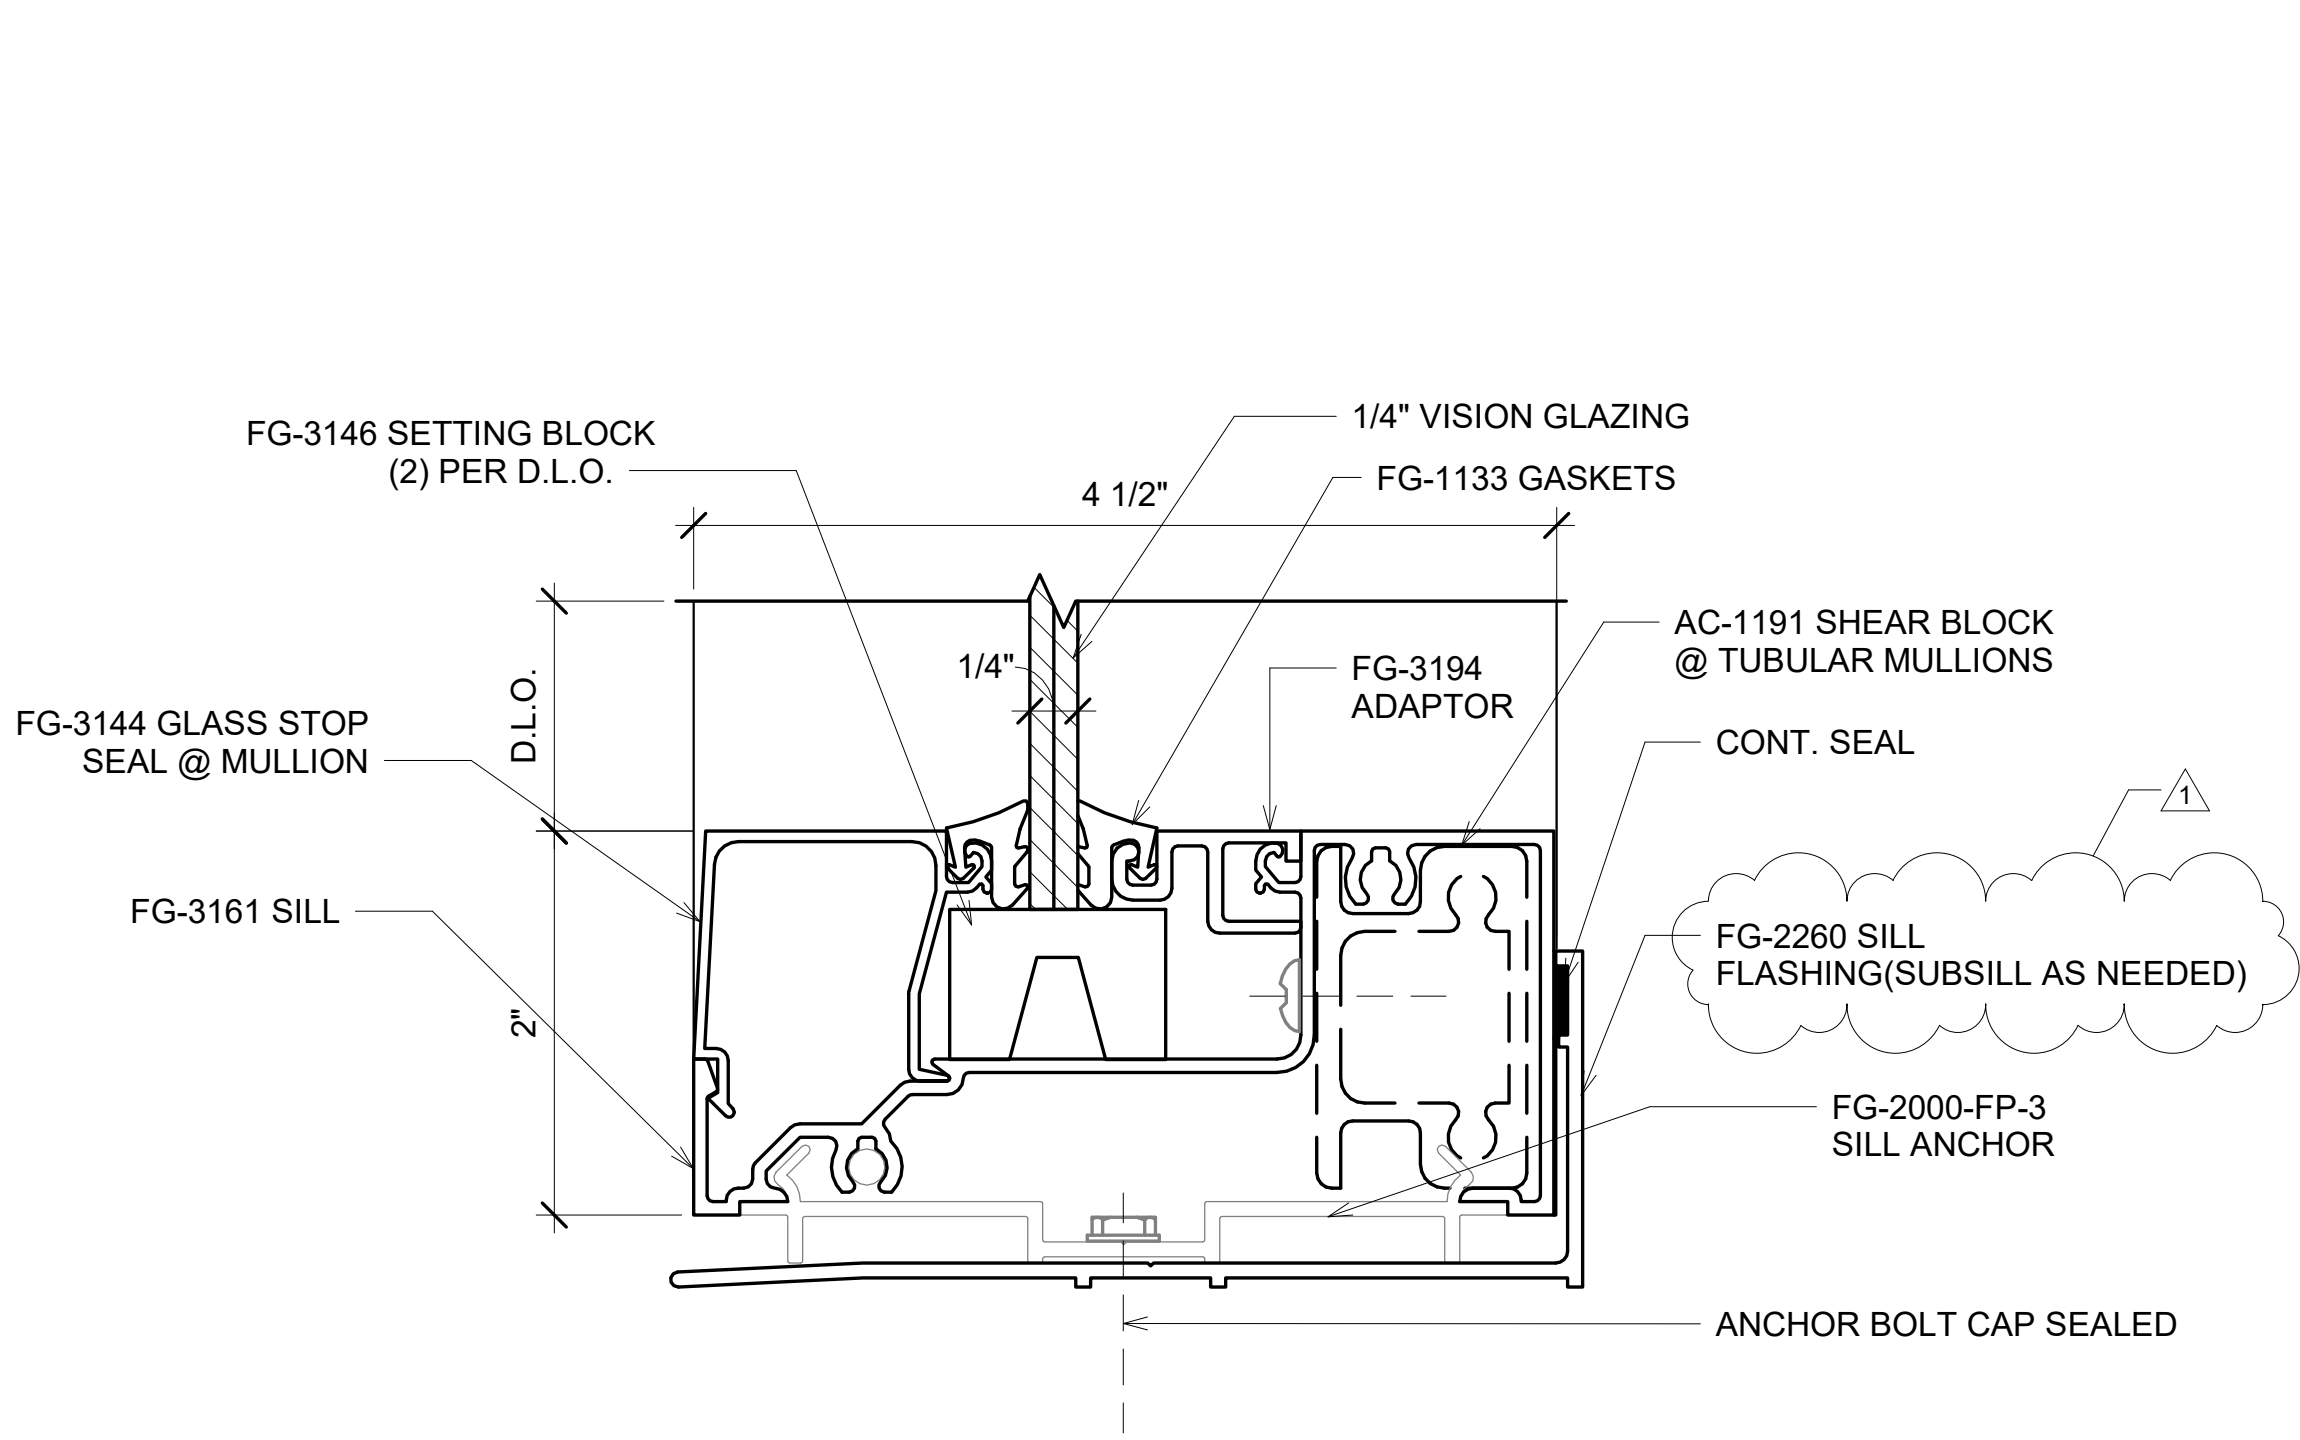 FG-3146 SETTING BLOCK
(2) PER D.L.O.
1/4" VISION GLAZING
FG-1133 GASKETS
4 1/2"
AC-1191 SHEAR BLOCK
@ TUBULAR MULLIONS
1/4"
FG-3194
ADAPTOR
D.L.O.
FG-3144 GLASS STOP
SEAL @ MULLION
CONT. SEAL
1
FG-3161 SILL
FG-2260 SILL
FLASHING(SUBSILL AS NEEDED)
2"
FG-2000-FP-3
SILL ANCHOR
ANCHOR BOLT CAP SEALED